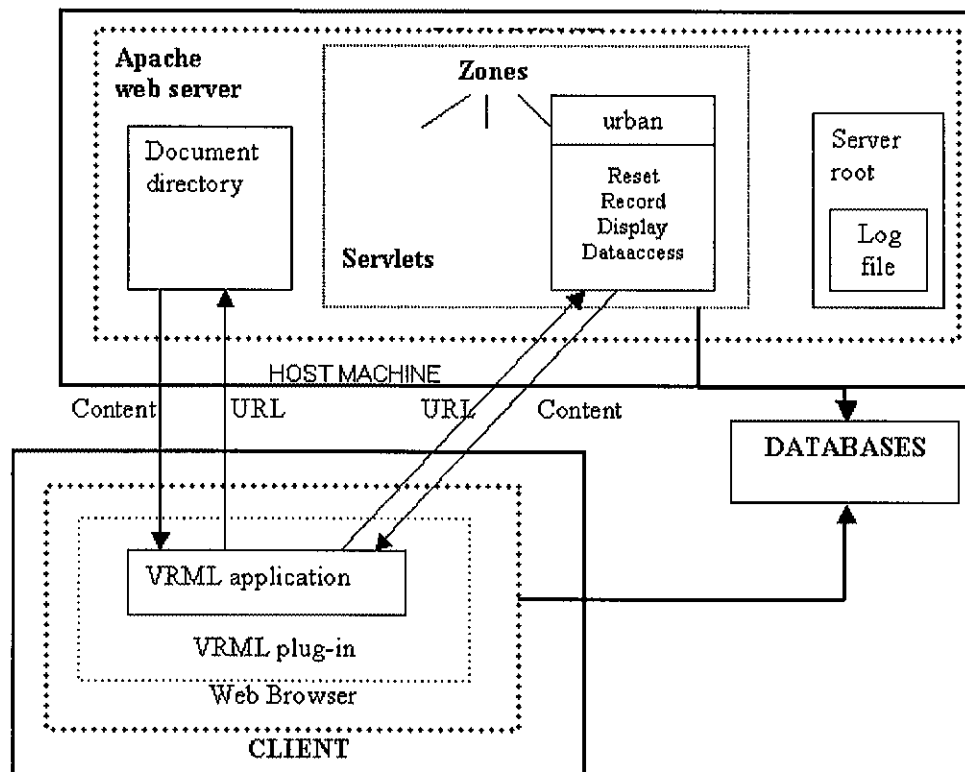 Apache
web server
Zones
Document
directory
urban
Server
root
Reset
Record
Display
Dataaccess
Servlets
Log
file
HOST MACHINE
Content
URL
URL
Content
DATABASES
VRML application
VRML plug-in
Web Browser
CLIENT